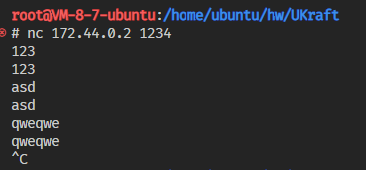 root@VM-8-7-ubuntu:/home/ubuntu/hw/UKraft
# nc 172.44.0.2 1234
123
123
asd
asd
qweqwe
qweqwe
^C